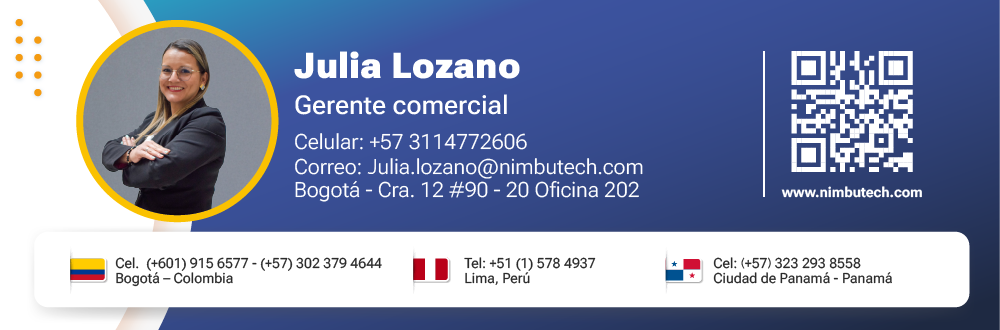 Julia Lozano
Gerente comercial
Celular: +57 3114772606
Correo: Julia.lozano@nimbutech.com
Bogotá - Cra. 12 #90 - 20 Oficina 202
www.nimbutech.com
Cel. (+601) 915 6577 - (+57) 302 379 4644
Bogotá – Colombia
Tel: +51 (1) 578 4937
Lima, Perú
Cel: (+57) 323 293 8558
Ciudad de Panamá - Panamá